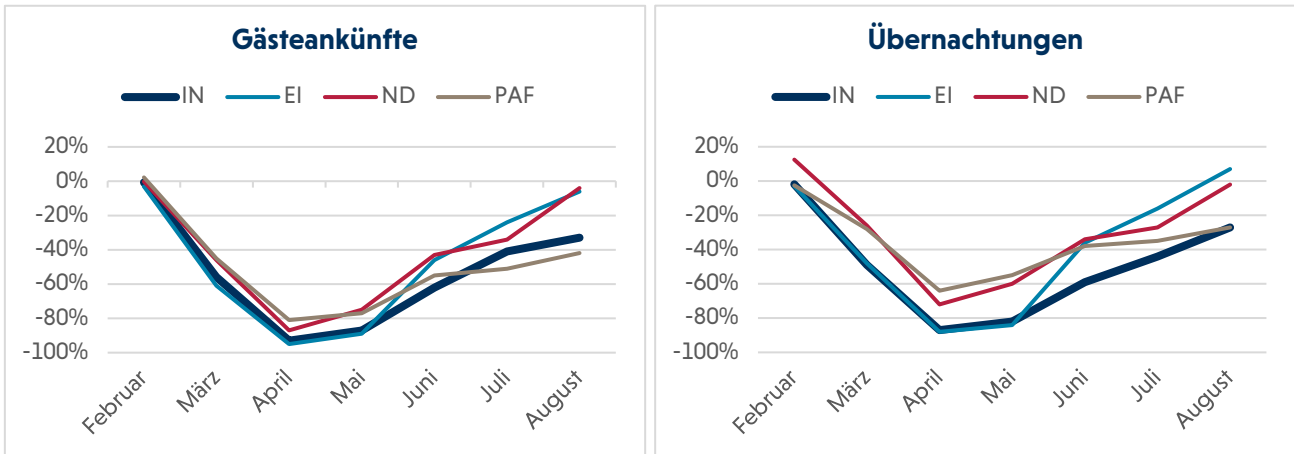 Gästeankünfte
IN EI ND PAF
20%
0%
-20%
-40%
-60%
-80%
-100%
Februar März April Mai Juni Juli August
Übernachtungen
IN EI ND PAF
20%
0%
-20%
-40%
-60%
-80%
-100%
Februar März April Mai Juni Juli August